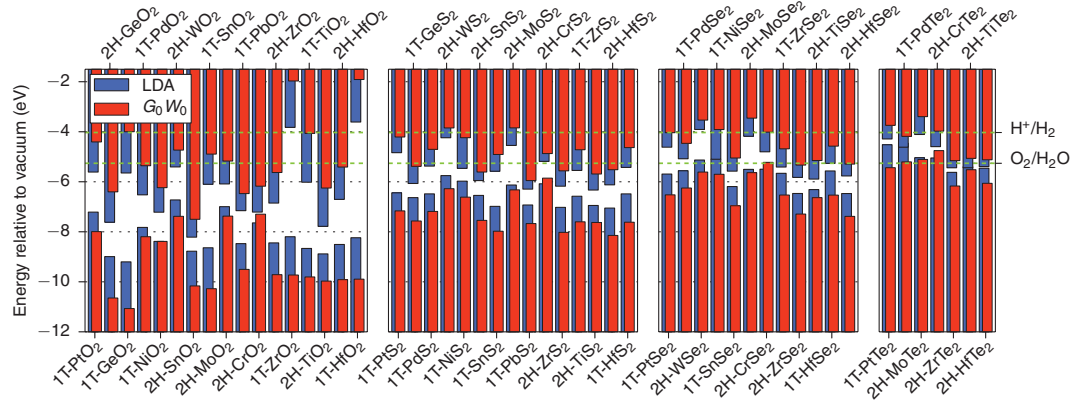 2H-GeO₂ 1T-PdO₂ 2H-WO₂ 1T-SnO₂ 1T-PbO₂ 2H-ZrO₂ 1T-TiO₂ 2H-HfO₂
1T-GeS₂ 2H-WS₂ 2H-SnS₂ 2H-MoS₂ 2H-CrS₂ 1T-ZrS₂ 2H-HfS₂
1T-PdSe₂ 1T-NiSe₂ 2H-MoSe₂ 1T-ZrSe₂ 2H-TiSe₂ 2H-HfSe₂
1T-PdTe₂ 2H-CrTe₂ 2H-TiTe₂
Energy relative to vacuum (eV)
−2
−4
−6
−8
−10
−12
LDA
G₀W₀
H⁺/H₂
O₂/H₂O
1T-PtO₂ 1T-GeO₂ 1T-NiO₂ 2H-SnO₂ 2H-MoO₂ 2H-CrO₂ 1T-ZrO₂ 2H-TiO₂ 1T-HfO₂
1T-PtS₂ 1T-PdS₂ 1T-NiS₂ 1T-SnS₂ 1T-PbS₂ 2H-ZrS₂ 2H-TiS₂ 1T-HfS₂
1T-PtSe₂ 2H-WSe₂ 1T-SnSe₂ 2H-CrSe₂ 2H-ZrSe₂ 1T-HfSe₂
1T-PtTe₂ 2H-MoTe₂ 2H-ZrTe₂ 2H-HfTe₂